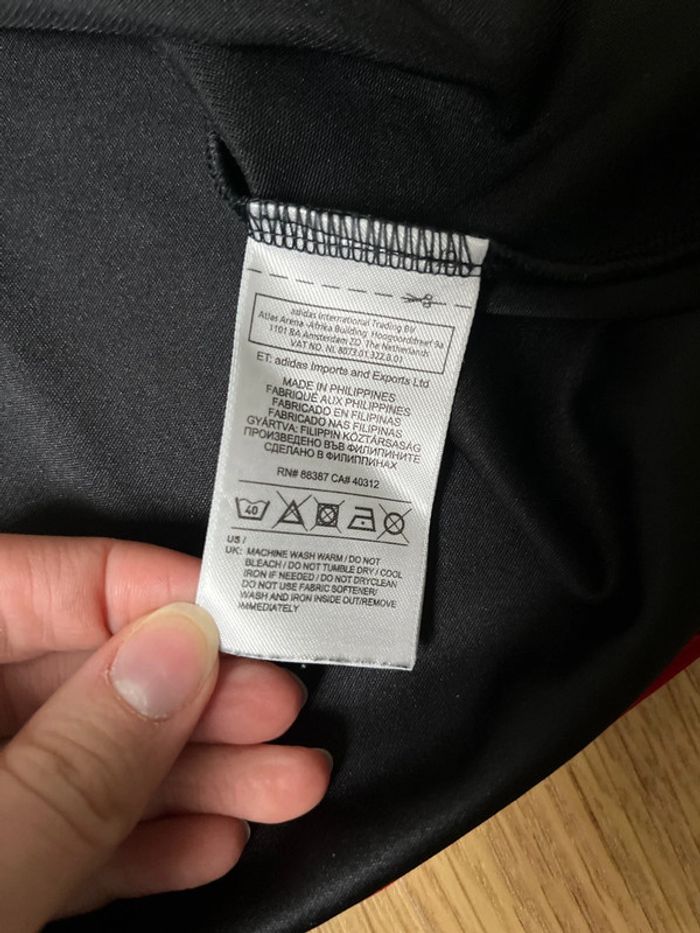 adidas International Trading BV
Atlas Arena -Afrika Building Hoogoorddreef 9a
1101 BA Amsterdam ZO The Netherlands
VAT NO. NL 8073.01.322.B.01
ET: adidas Imports and Exports Ltd
MADE IN PHILIPPINES
FABRIQUÉ AUX PHILIPPINES
FABRICADO EN FILIPINAS
FABRICADO NAS FILIPINAS
GYÁRTVA: FILIPPIN KÖZTÁRSASÁG
ПРОИЗВЕДЕНО ВЪВ ФИЛИПИНИТЕ
СДЕЛАНО В ФИЛИППИНАХ
RN# 88387 CA# 40312
40
US /
UK: MACHINE WASH WARM / DO NOT
BLEACH / DO NOT TUMBLE DRY / COOL
IRON IF NEEDED / DO NOT DRYCLEAN
DO NOT USE FABRIC SOFTENER/
WASH AND IRON INSIDE OUT/REMOVE
IMMEDIATELY